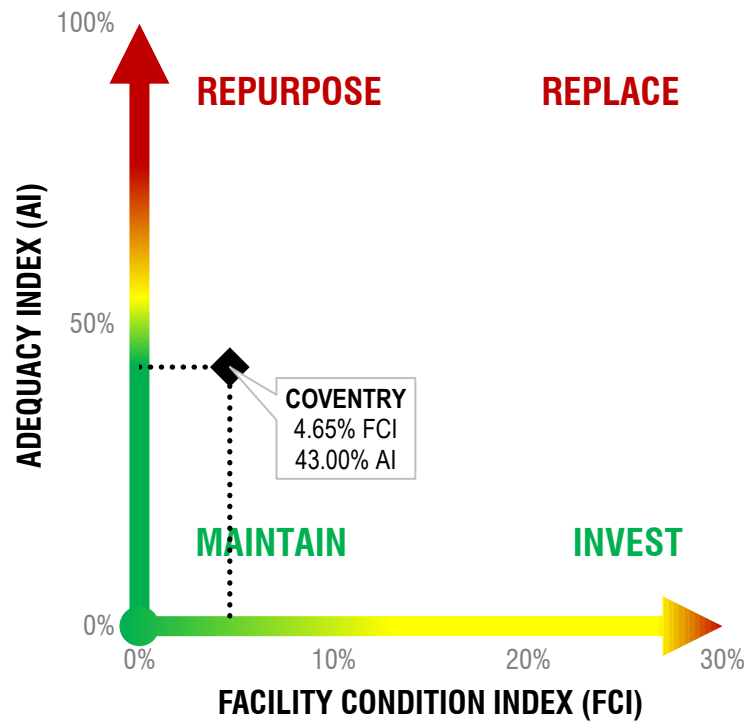 100%
REPURPOSE REPLACE
ADEQUACY INDEX (AI)
50%
COVENTRY
4.65% FCI
43.00% AI
MAINTAIN INVEST
0%
0% 10% 20% 30%
FACILITY CONDITION INDEX (FCI)